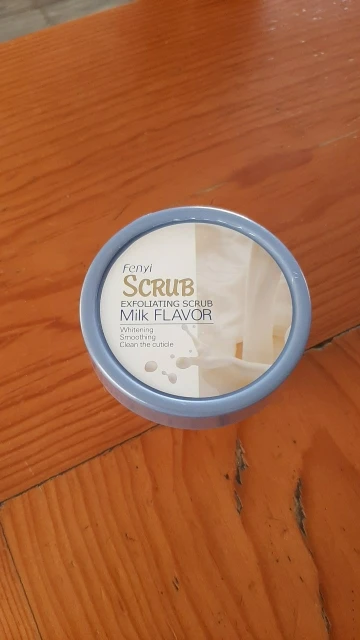 Fenyi
SCRUB
EXFOLIATING SCRUB
Milk FLAVOR
Whitening
Smoothing
Clean the cuticle